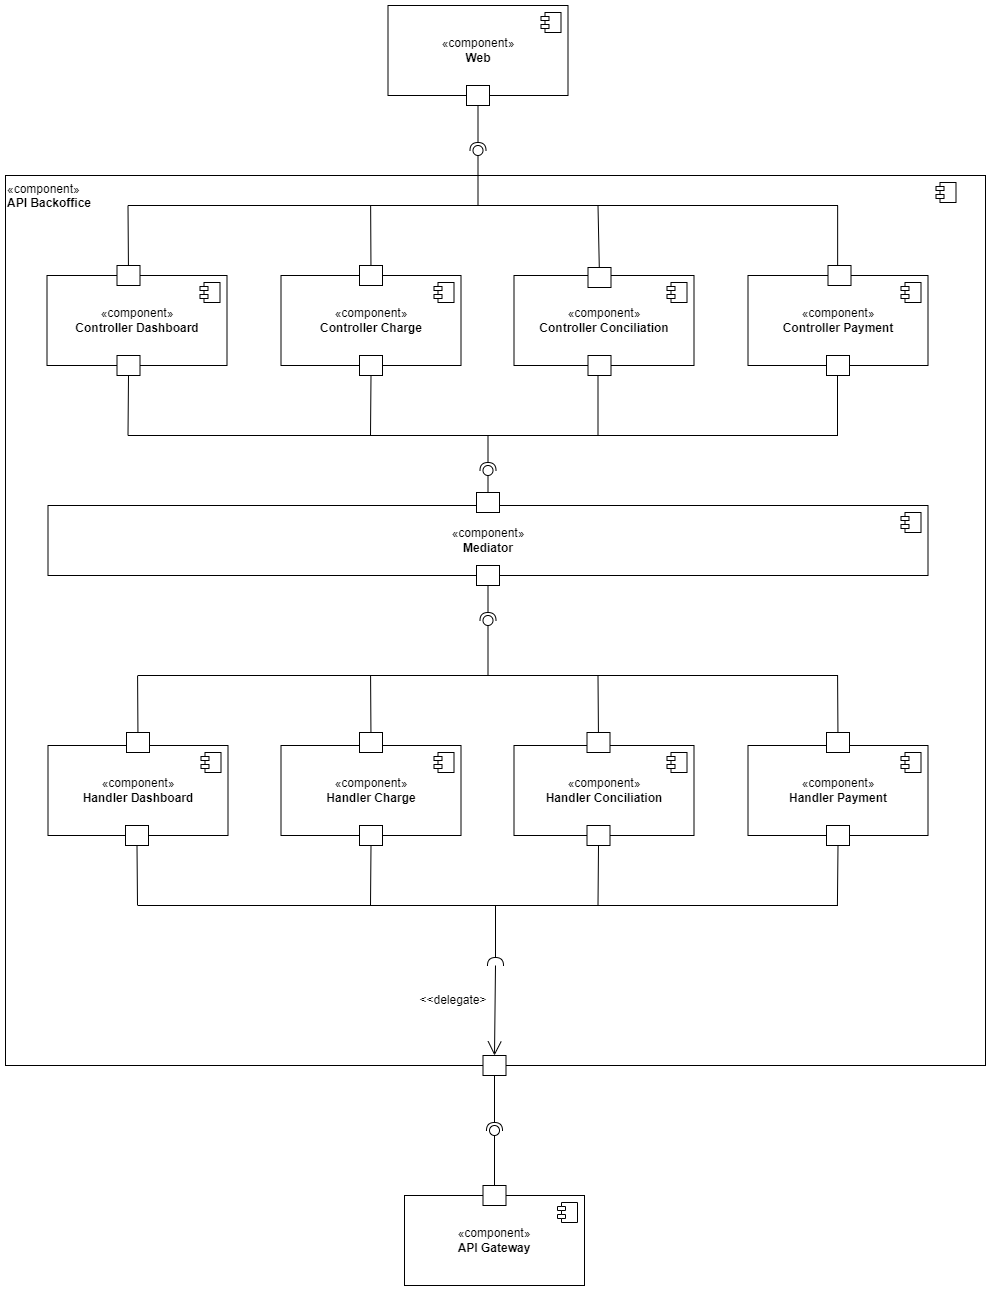 «component»
Web
«component»
API Backoffice
«component»
Controller Dashboard
«component»
Controller Charge
«component»
Controller Conciliation
«component»
Controller Payment
«component»
Mediator
«component»
Handler Dashboard
«component»
Handler Charge
«component»
Handler Conciliation
«component»
Handler Payment
<<delegate>
«component»
API Gateway